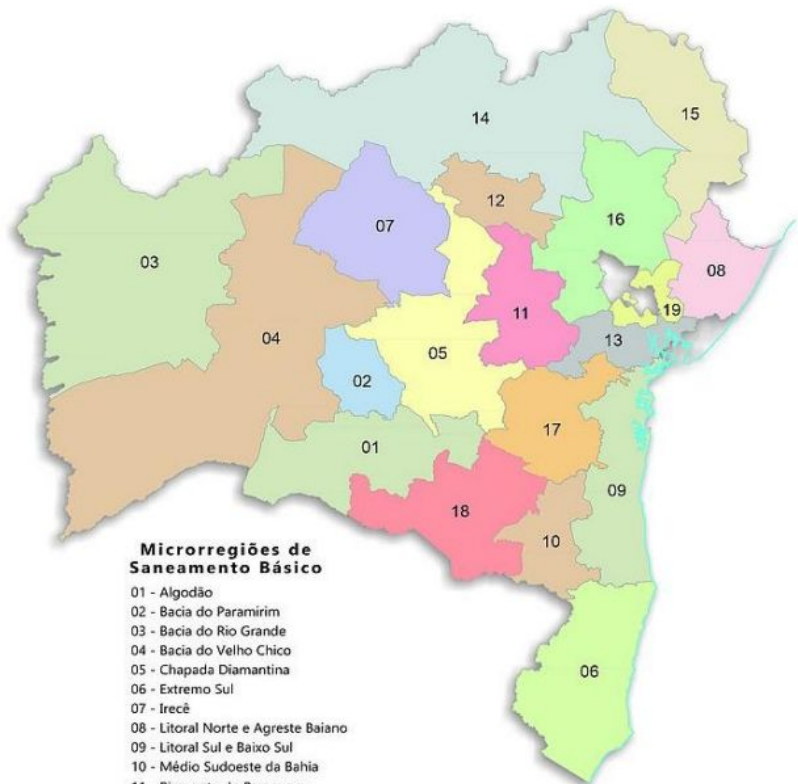 14
15
12
16
07
03
08
11
19
04
13
05
02
17
01
09
18
10
Microrregiões de
Saneamento Básico
01 - Algodão
02 - Bacia do Paramirim
03 - Bacia do Rio Grande
04 - Bacia do Velho Chico
05 - Chapada Diamantina
06 - Extremo Sul
07 - Irecê
08 - Litoral Norte e Agreste Baiano
09 - Litoral Sul e Baixo Sul
10 - Médio Sudoeste da Bahia
06